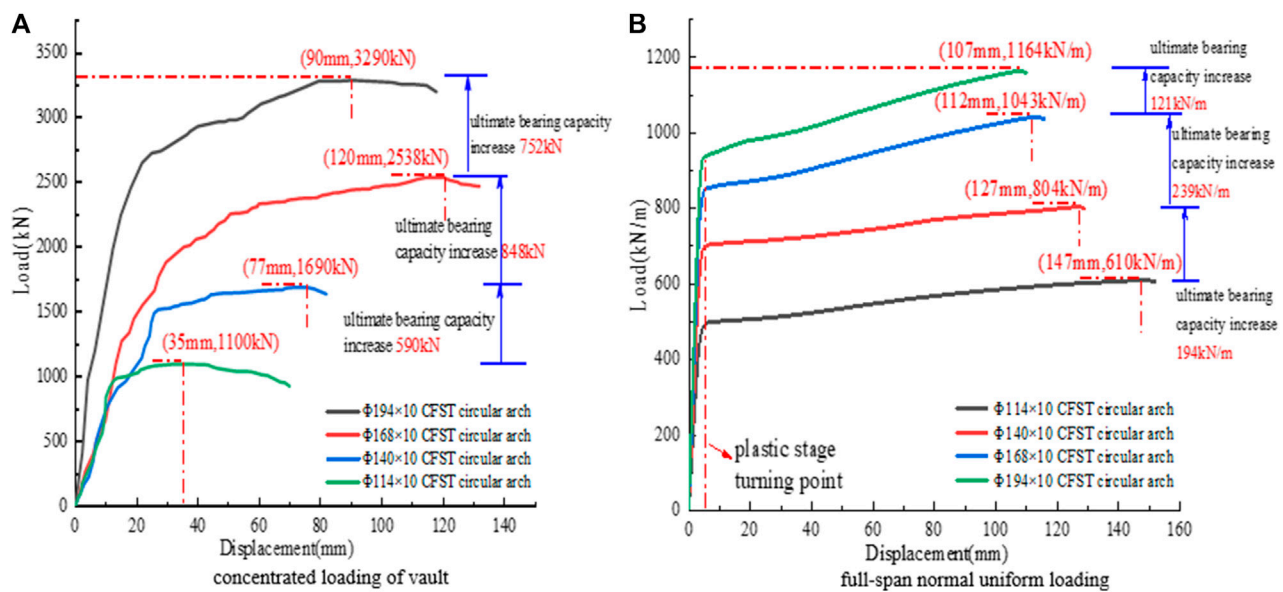 A
3500
3000
2500
2000
1500
1000
500
0
Load(kN)
0 20 40 60 80 100 120 140
Displacement(mm)
concentrated loading of vault
(90mm,3290kN)
ultimate bearing capacity
increase 752kN
(120mm,2538kN)
ultimate bearing
capacity increase 848kN
(77mm,1690kN)
ultimate bearing capacity
increase 590kN
(35mm,1100kN)
Φ194×10 CFST circular arch
Φ168×10 CFST circular arch
Φ140×10 CFST circular arch
Φ114×10 CFST circular arch
B
1200
1000
800
600
400
200
0
Load(kN/m)
0 20 40 60 80 100 120 140 160
Displacement(mm)
full-span normal uniform loading
(107mm,1164kN/m)
ultimate bearing
capacity increase
121kN/m
(112mm,1043kN/m)
ultimate bearing
capacity increase
239kN/m
(127mm,804kN/m)
(147mm,610kN/m)
ultimate bearing
capacity increase
194kN/m
Φ114×10 CFST circular arch
Φ140×10 CFST circular arch
Φ168×10 CFST circular arch
Φ194×10 CFST circular arch
plastic stage
turning point